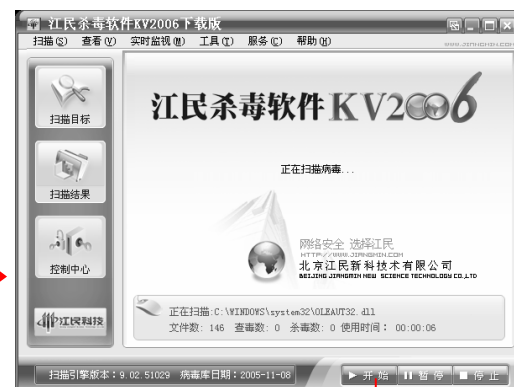 江民杀毒软件KV2006下载版
扫描(S) 查看(V) 实时监视(M) 工具(T) 服务(C) 帮助(H)
扫描目标
扫描结果
控制中心
江民科技
江民杀毒软件KV2006
正在扫描病毒...
网络安全 选择江民
HTTP://WWW.JIANGMIN.COM
北京江民新科技术有限公司
BEIJING JIANGMIN NEW SCIENCE TECHNOLOGY CO.,LTD
正在扫描:C:\WINDOWS\system32\OLEAUT32.dll
文件数: 146 查毒数: 0 杀毒数: 0 使用时间: 00:00:06
扫描引擎版本:9.02.51029 病毒库日期:2005-11-08
开始 暂停 停止